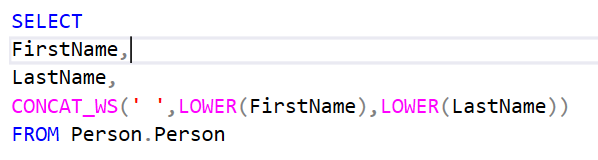 SELECT
FirstName,
LastName,
CONCAT_WS(' ',LOWER(FirstName),LOWER(LastName))
FROM Person.Person